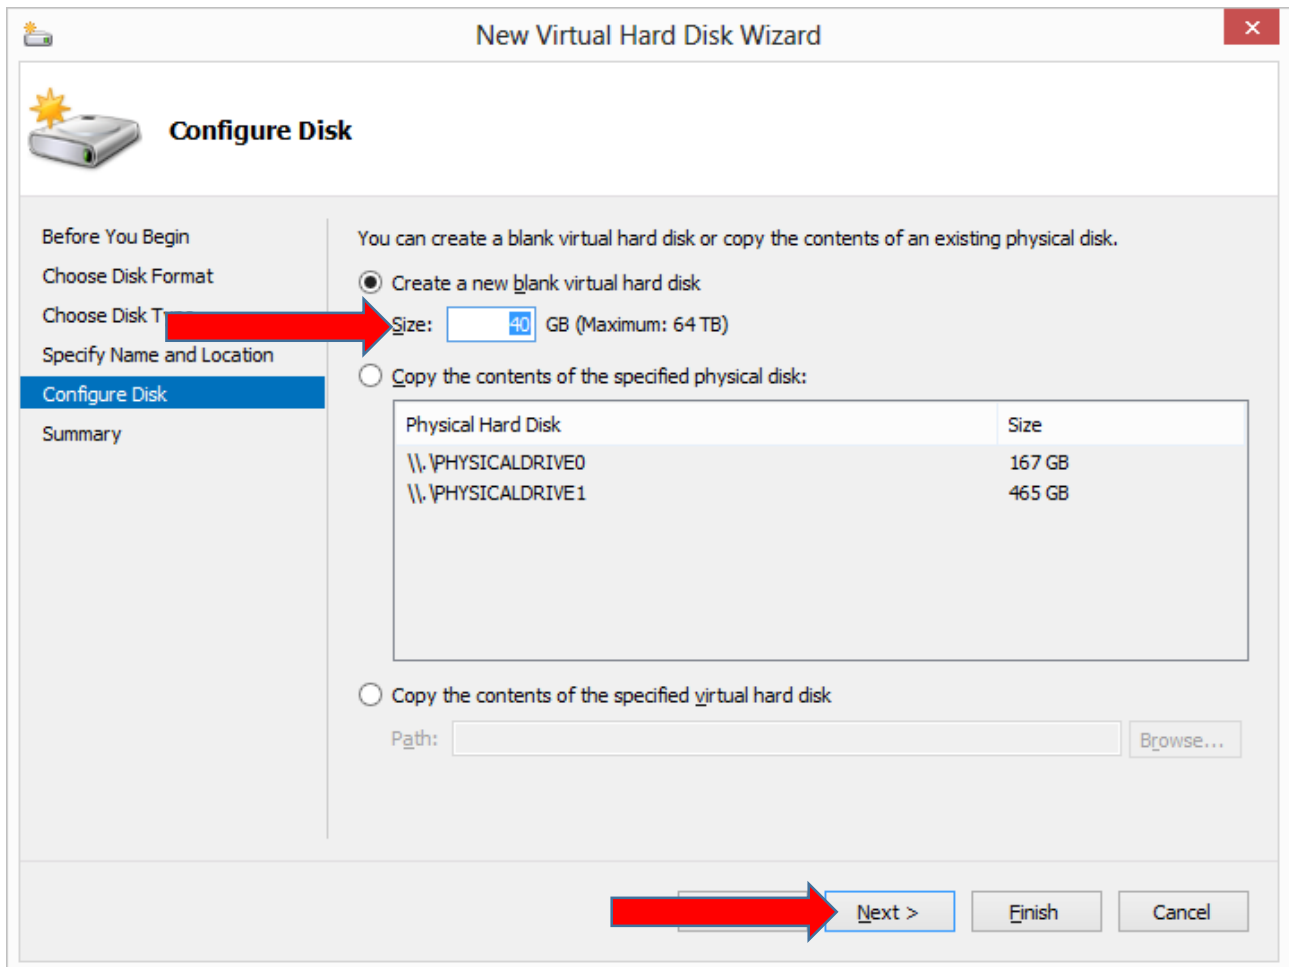 New Virtual Hard Disk Wizard
Configure Disk
Before You Begin
Choose Disk Format
Choose Disk
Specify Name and Location
Configure Disk
Summary
You can create a blank virtual hard disk or copy the contents of an existing physical disk.
Create a new blank virtual hard disk
Size: 40 GB (Maximum: 64 TB)
Copy the contents of the specified physical disk:
Physical Hard Disk Size
\\.\PHYSICALDRIVE0 167 GB
\\.\PHYSICALDRIVE1 465 GB
Copy the contents of the specified virtual hard disk
Path: Browse...
Next > Finish Cancel